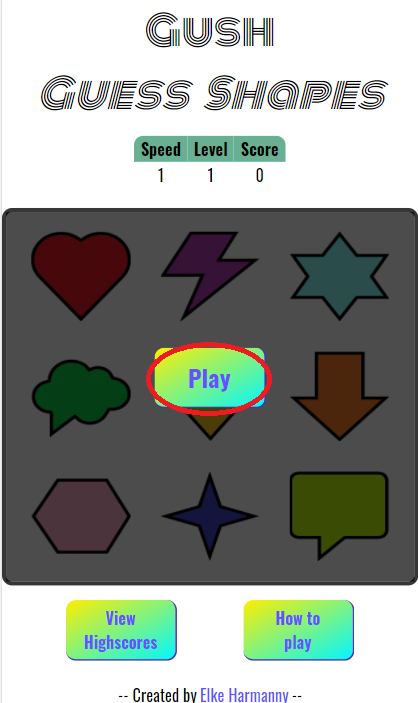 Gush
Guess Shapes
Speed Level Score
1 1 0
Play
View
Highscores
How to
play
-- Created by Elke Harmanny --